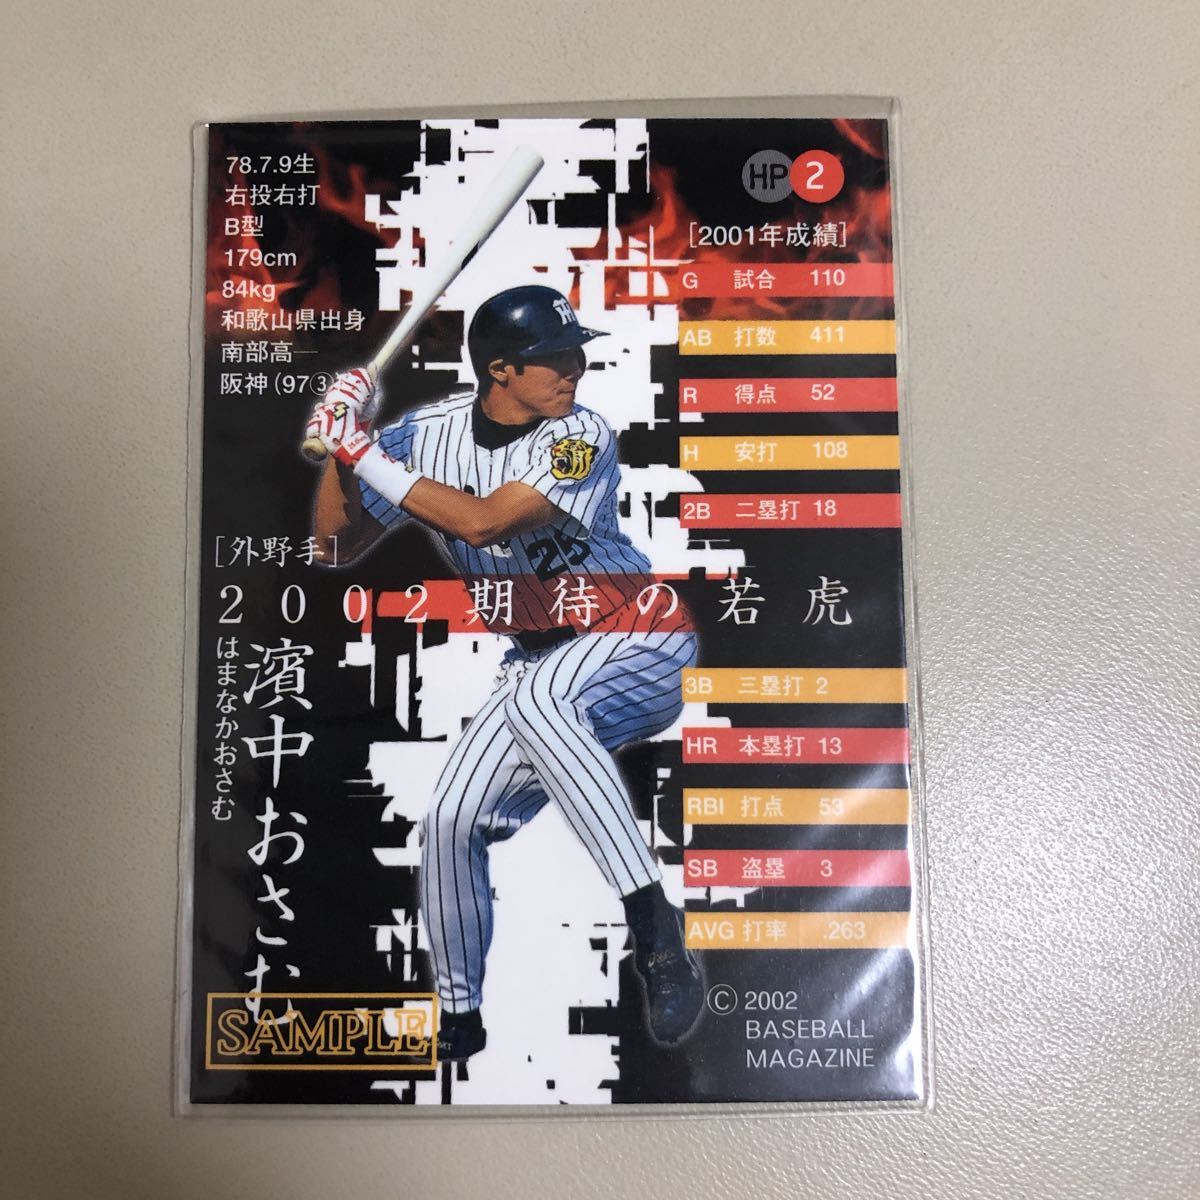 78.7.9生
右投右打
B型
179cm
84kg
和歌山県出身
南部高―
阪神(97③)
HP 2
[2001年成績]
G 試合 110
AB 打数 411
R 得点 52
H 安打 108
2B 二塁打 18
[外野手]
25
2002期待の若虎
3B 三塁打 2
HR 本塁打 13
RBI 打点 53
SB 盗塁 3
AVG 打率 .263
濱中おさむ
はまなかおさむ
SAMPLE
© 2002
BASEBALL
MAGAZINE